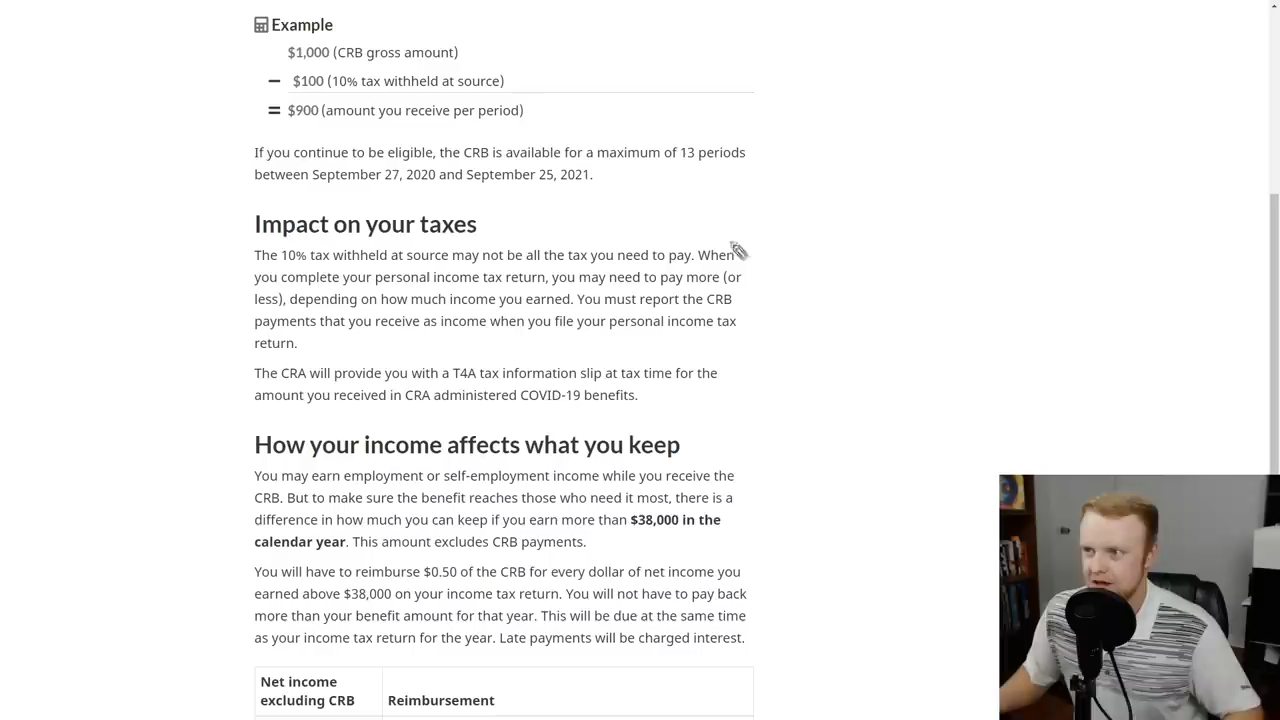 Example
$1,000 (CRB gross amount)
− $100 (10% tax withheld at source)
= $900 (amount you receive per period)
If you continue to be eligible, the CRB is available for a maximum of 13 periods
between September 27, 2020 and September 25, 2021.
Impact on your taxes
The 10% tax withheld at source may not be all the tax you need to pay. When
you complete your personal income tax return, you may need to pay more (or
less), depending on how much income you earned. You must report the CRB
payments that you receive as income when you file your personal income tax
return.
The CRA will provide you with a T4A tax information slip at tax time for the
amount you received in CRA administered COVID-19 benefits.
How your income affects what you keep
You may earn employment or self-employment income while you receive the
CRB. But to make sure the benefit reaches those who need it most, there is a
difference in how much you can keep if you earn more than $38,000 in the
calendar year. This amount excludes CRB payments.
You will have to reimburse $0.50 of the CRB for every dollar of net income you
earned above $38,000 on your income tax return. You will not have to pay back
more than your benefit amount for that year. This will be due at the same time
as your income tax return for the year. Late payments will be charged interest.
Net income
excluding CRB
Reimbursement